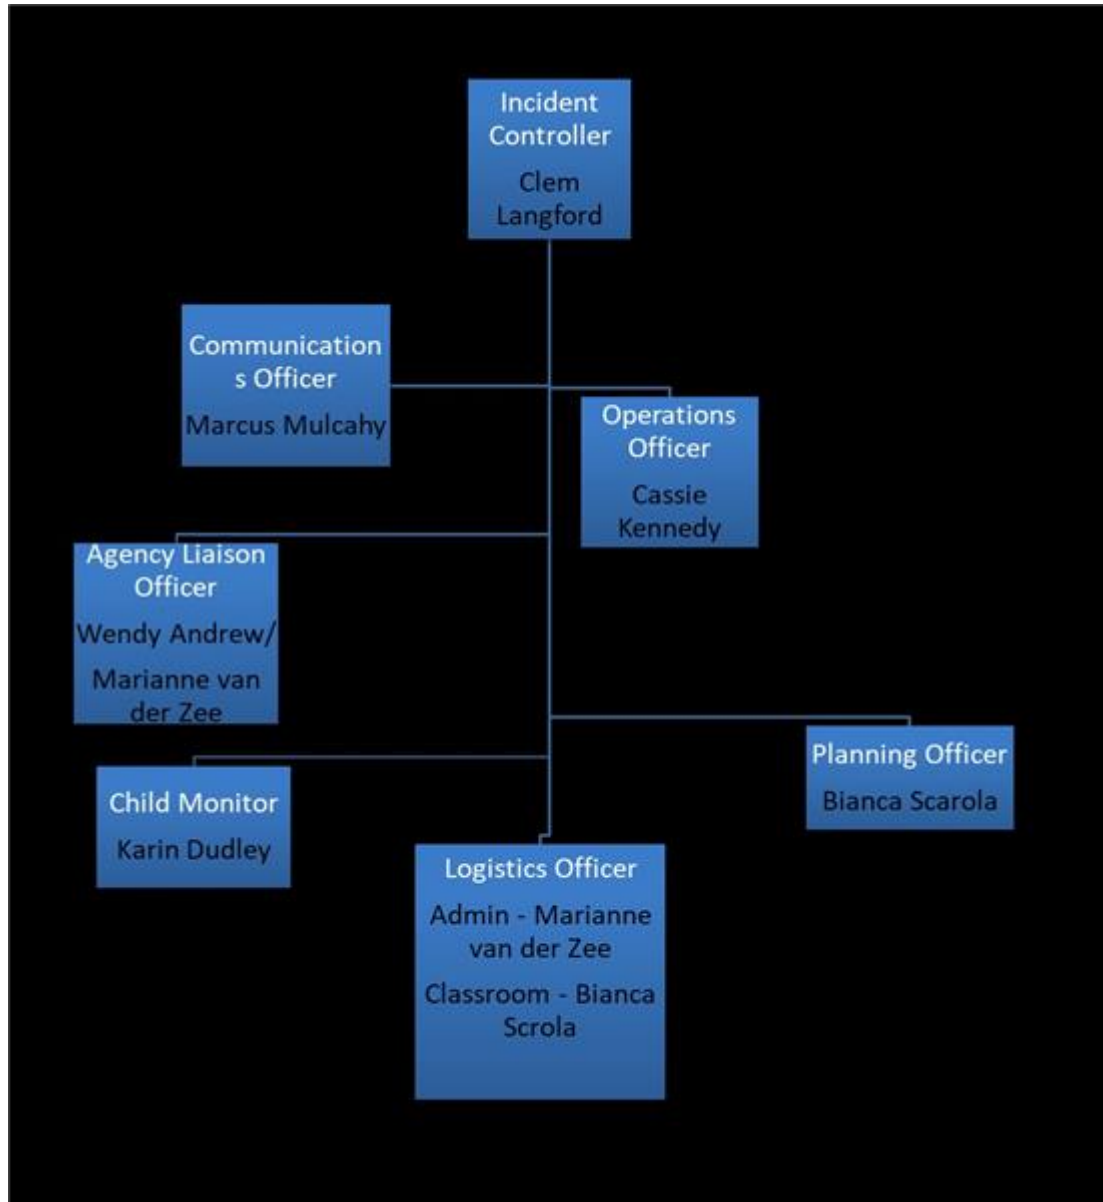 Incident
Controller
Clem
Langford
Communication
s Officer
Marcus Mulcahy
Operations
Officer
Cassie
Kennedy
Agency Liaison
Officer
Wendy Andrew/
Marianne van
der Zee
Planning Officer
Bianca Scarola
Child Monitor
Karin Dudley
Logistics Officer
Admin - Marianne
van der Zee
Classroom - Bianca
Scrola